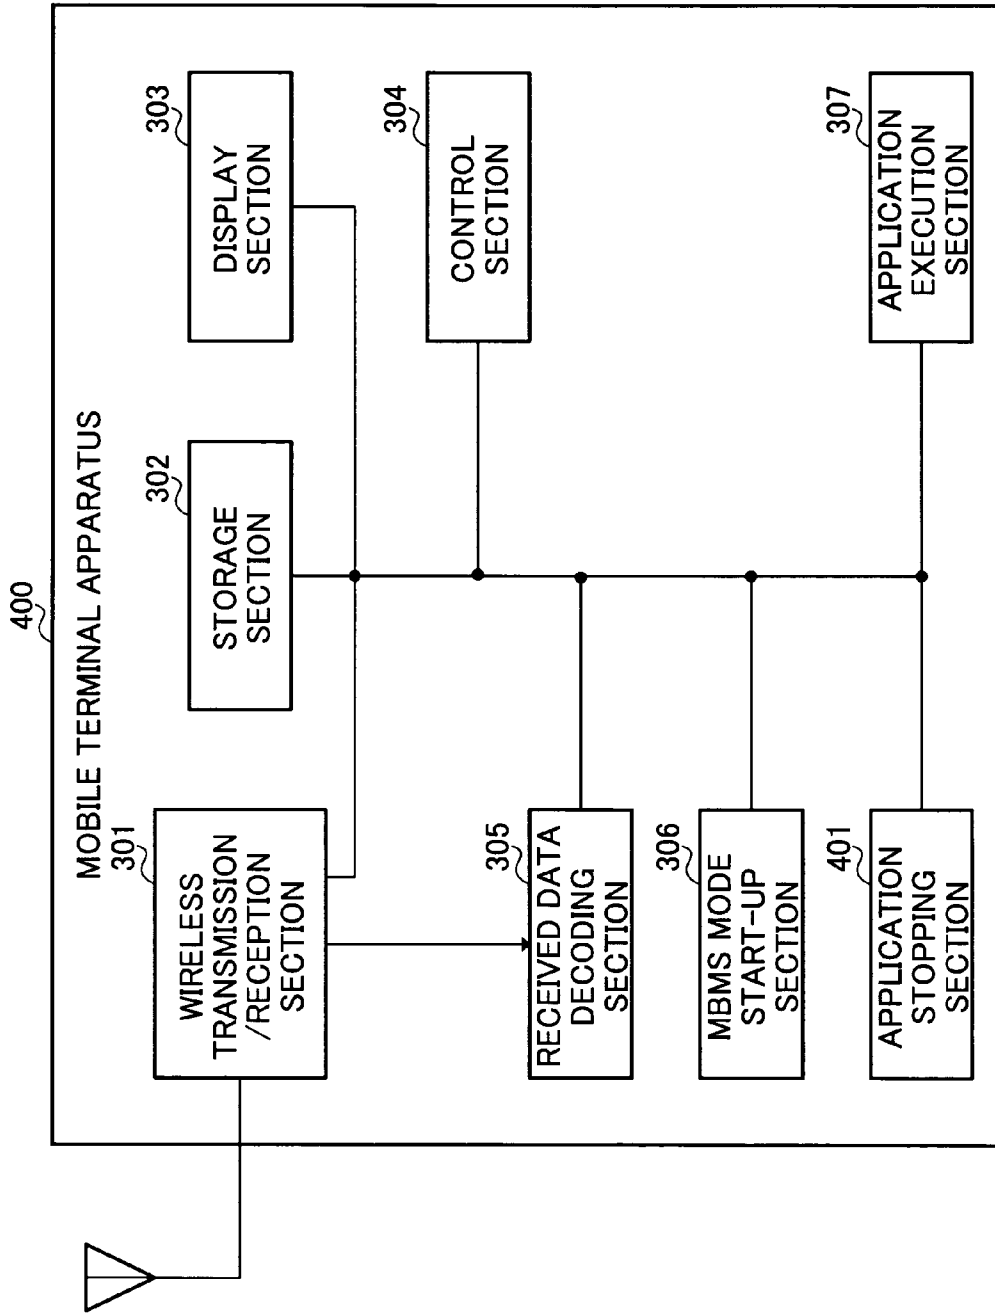 400
MOBILE TERMINAL APPARATUS
301
WIRELESS
TRANSMISSION
/RECEPTION
SECTION
302
STORAGE
SECTION
303
DISPLAY
SECTION
304
CONTROL
SECTION
305
RECEIVED DATA
DECODING
SECTION
306
MBMS MODE
START-UP
SECTION
401
APPLICATION
STOPPING
SECTION
307
APPLICATION
EXECUTION
SECTION